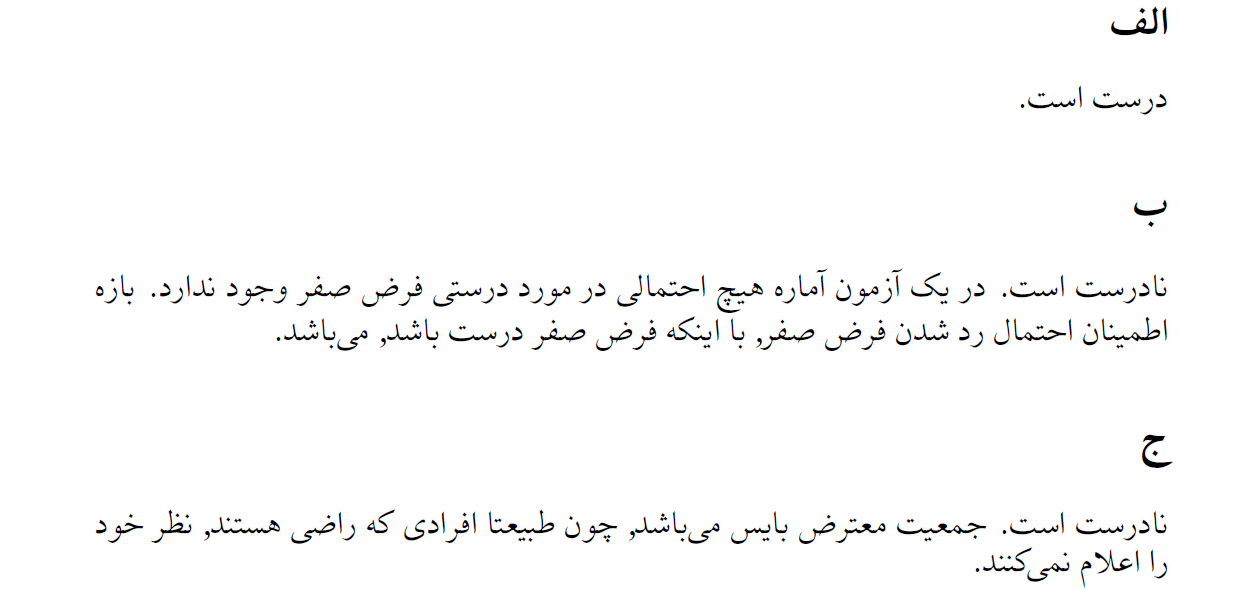 الف
درست است.
ب
نادرست است. در یک آزمون آماره هیچ احتمالی در مورد درستی فرض صفر وجود ندارد. بازه
اطمینان احتمال رد شدن فرض صفر, با اینکه فرض صفر درست باشد, می‌باشد.
ج
نادرست است. جمعیت معترض بایس می‌باشد, چون طبیعتا افرادی که راضی هستند, نظر خود
را اعلام نمی‌کنند.